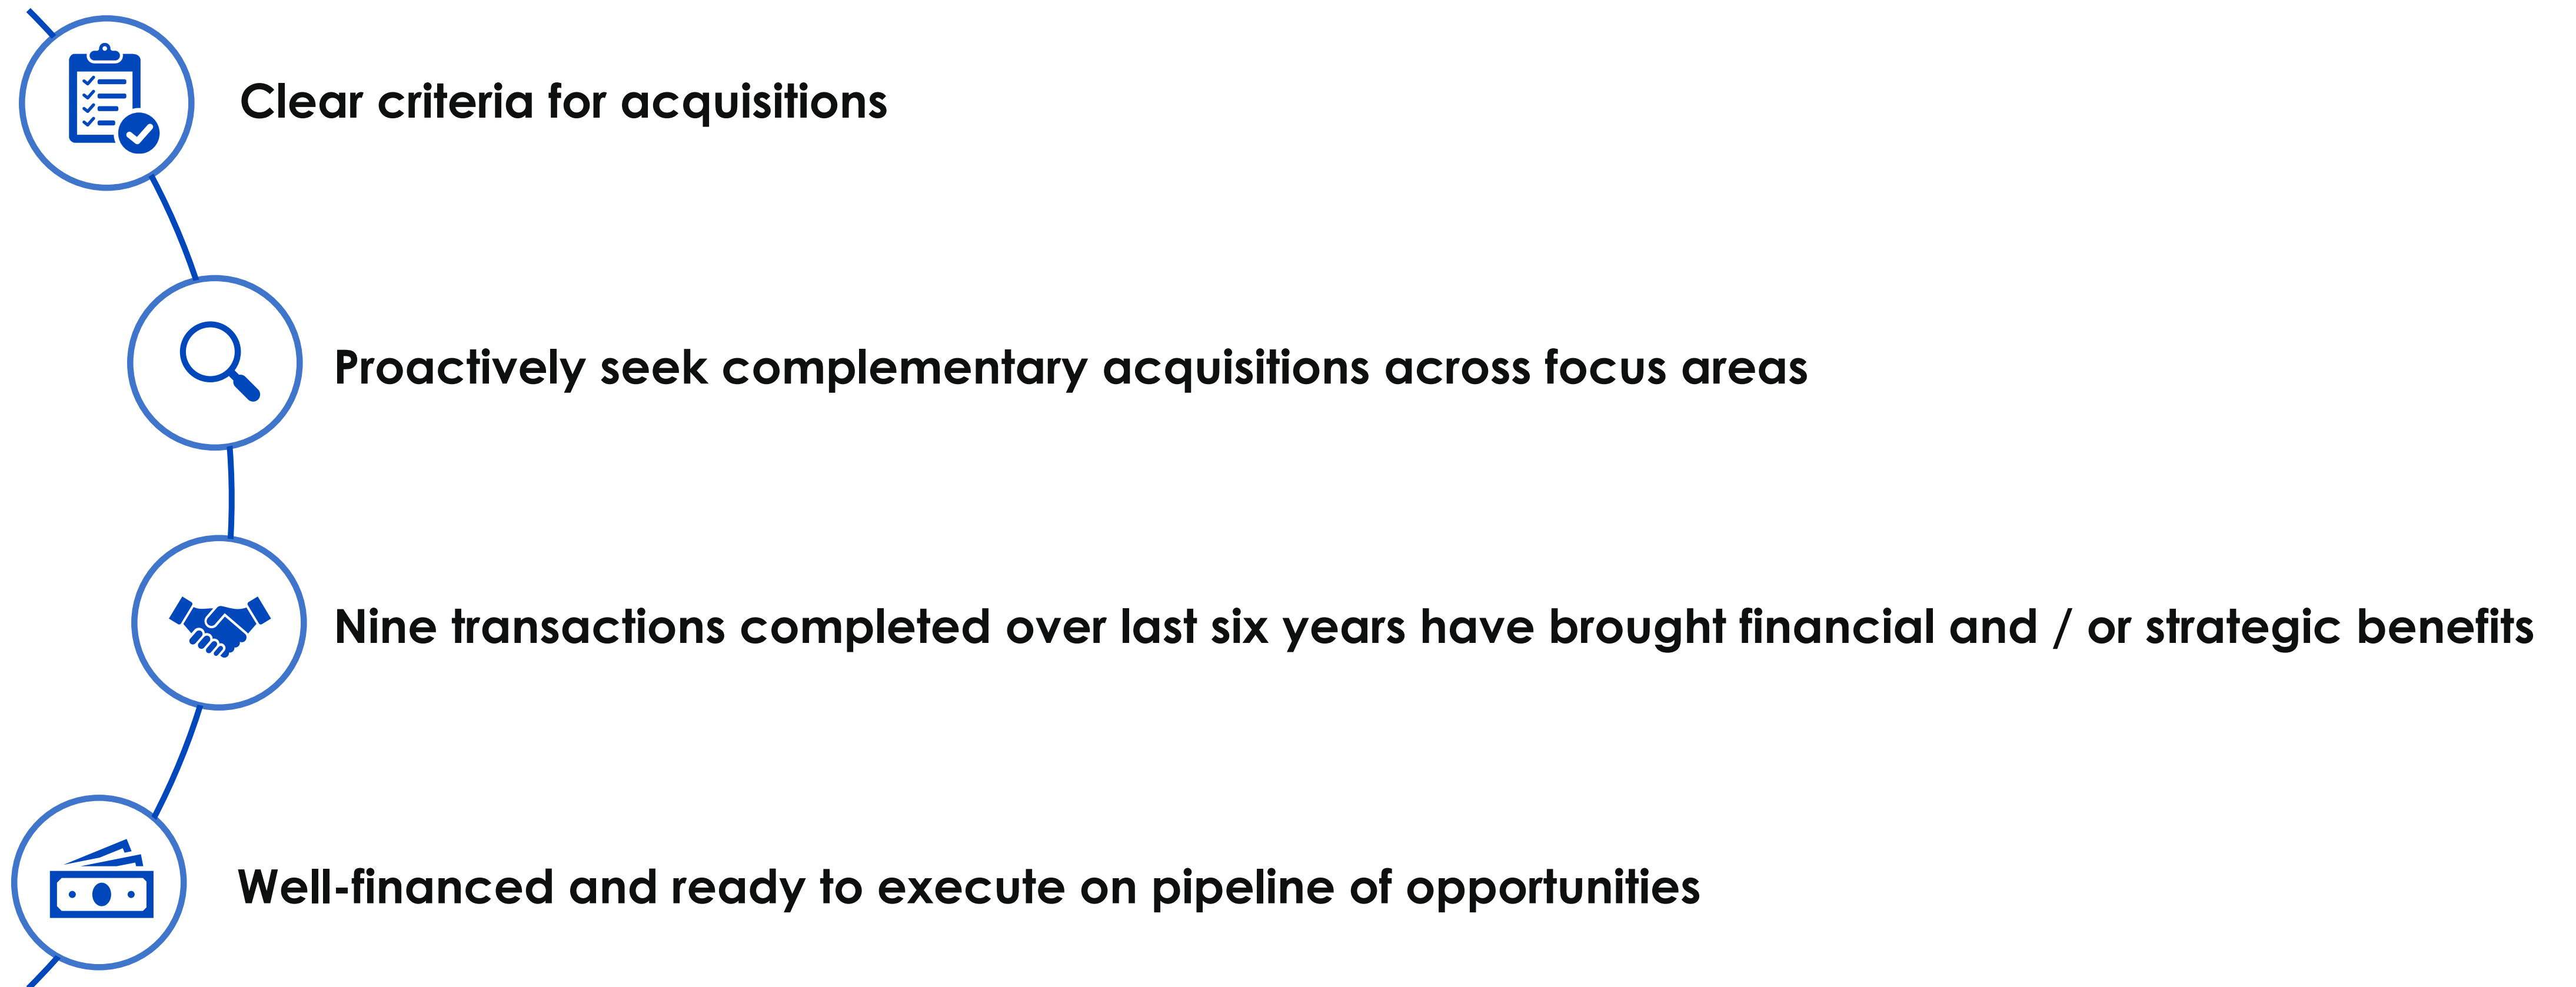 Clear criteria for acquisitions
Proactively seek complementary acquisitions across focus areas
Nine transactions completed over last six years have brought financial and / or strategic benefits
Well-financed and ready to execute on pipeline of opportunities